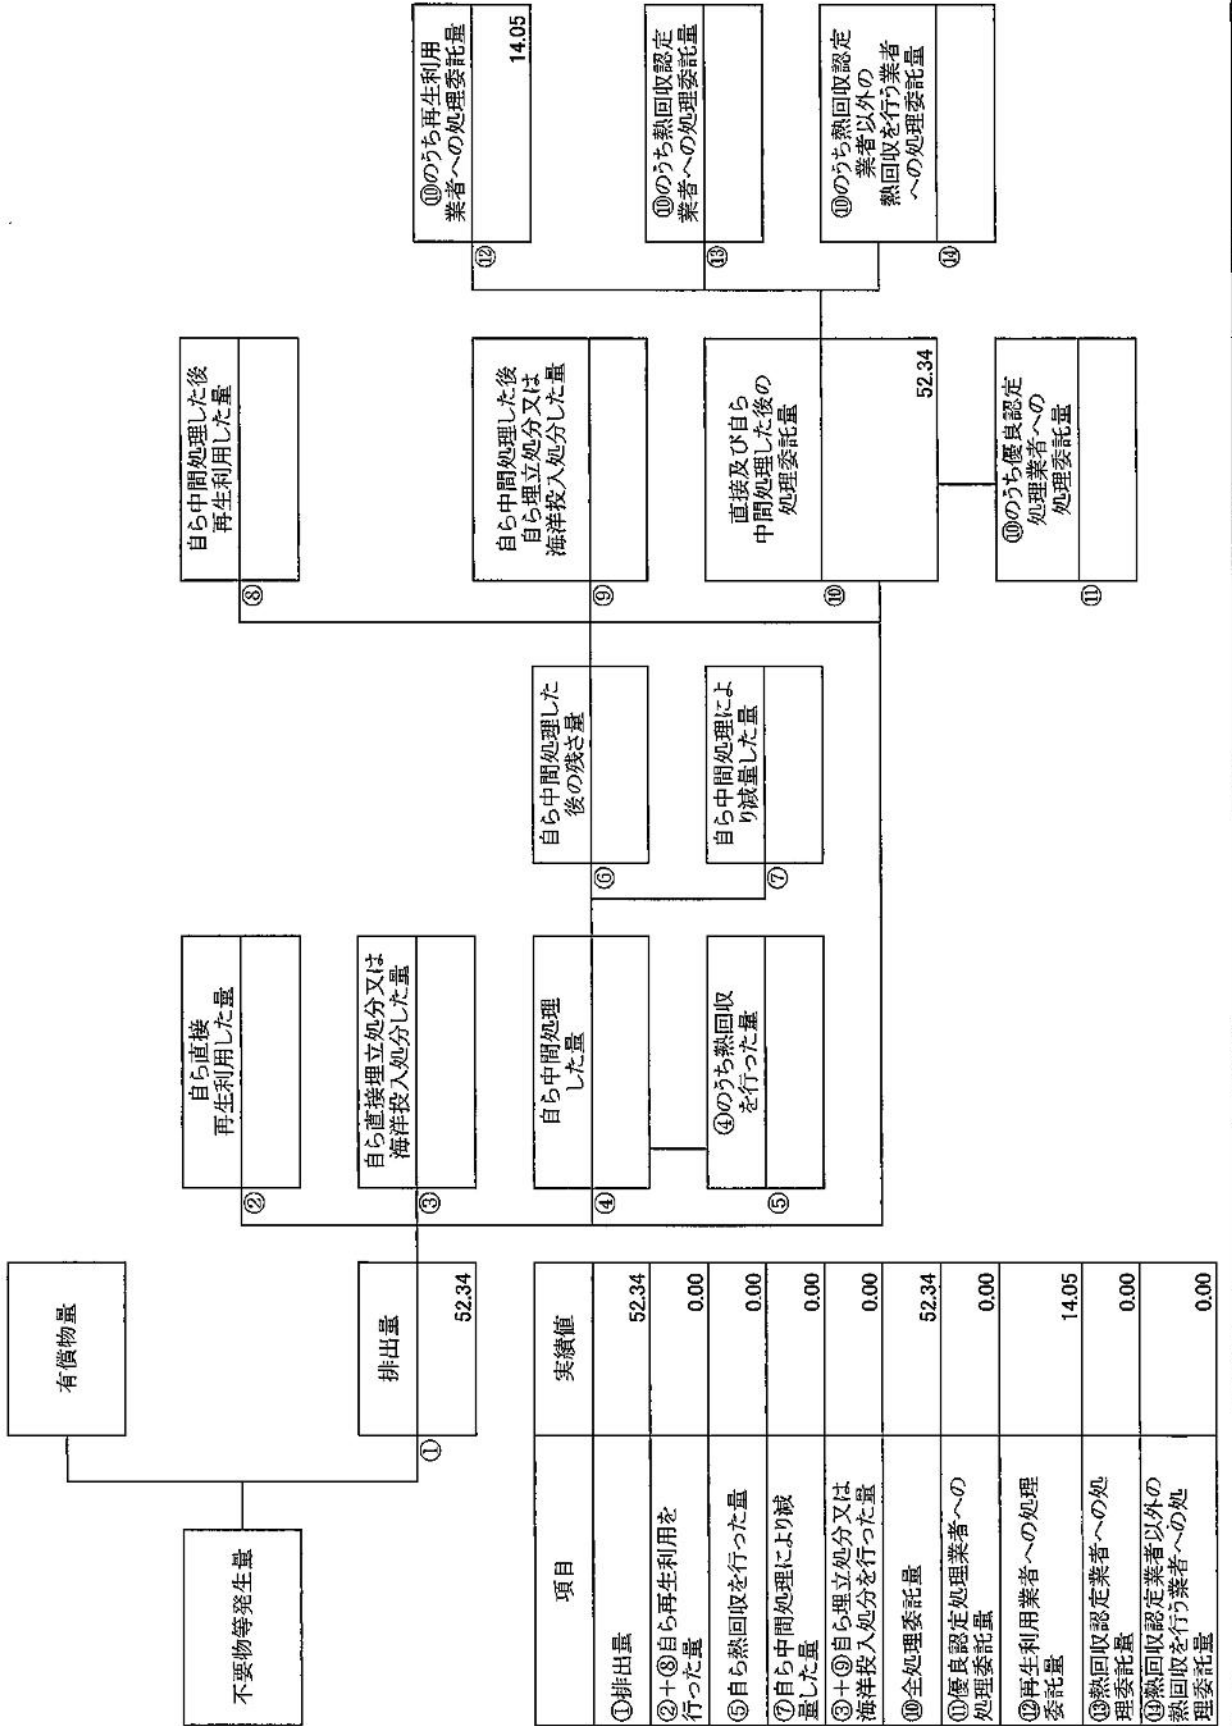 不要物等発生量
有償物量
排出量
①
52.34
自ら直接
再生利用した量
②
自ら直接埋立処分又は
海洋投入処分した量
③
自ら中間処理
した量
④
④のうち熱回収
を行った量
⑤
自ら中間処理した
後の残さ量
⑥
自ら中間処理によ
り減量した量
⑦
自ら中間処理した後
再生利用した量
⑧
自ら中間処理した後
自ら埋立処分又は
海洋投入処分した量
⑨
直接及び自ら
中間処理した後の
処理委託量
⑩
52.34
⑩のうち優良認定
処理業者への
処理委託量
⑪
⑩のうち再生利用
業者への処理委託量
⑫
14.05
⑩のうち熱回収認定
業者への処理委託量
⑬
⑩のうち熱回収認定
業者以外の
熱回収を行う業者
への処理委託量
⑭
項目 実績値
①排出量 52.34
②+⑧自ら再生利用を
行った量 0.00
⑤自ら熱回収を行った量 0.00
⑦自ら中間処理により減
量した量 0.00
③+⑨自ら埋立処分又は
海洋投入処分を行った量 0.00
⑩全処理委託量 52.34
⑪優良認定処理業者への
処理委託量 0.00
⑫再生利用業者への処理
委託量 14.05
⑬熱回収認定業者への処
理委託量 0.00
⑭熱回収認定業者以外の
熱回収を行う業者への処
理委託量 0.00